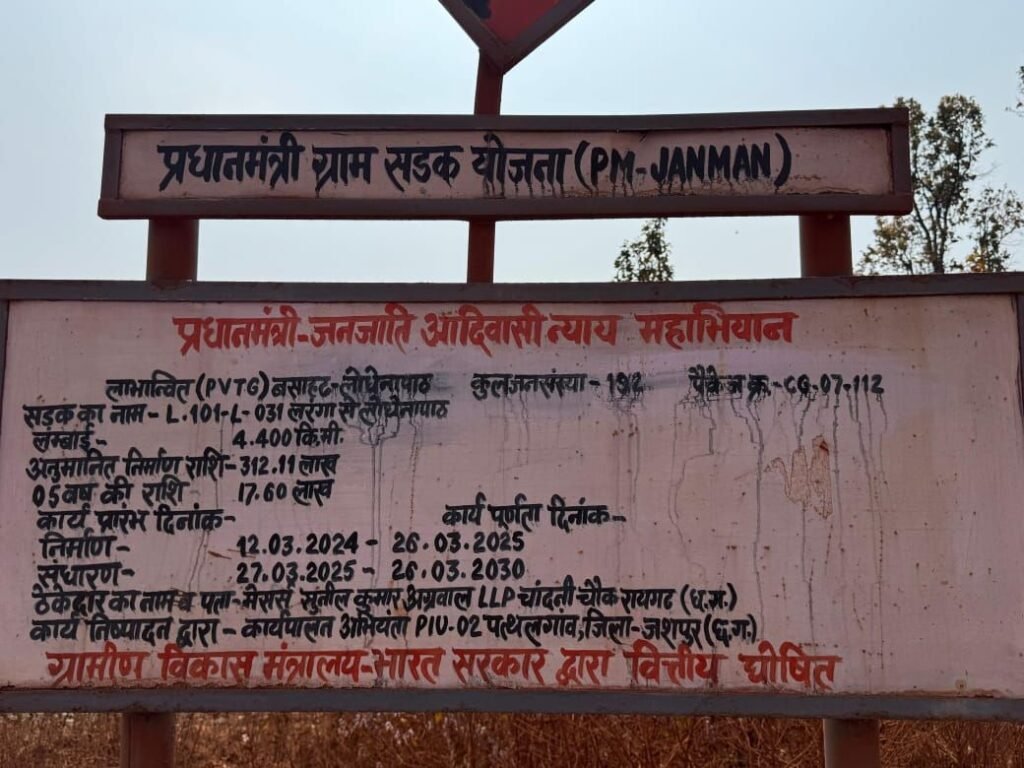 प्रधानमंत्री ग्राम सडक योजना (PM-JANMAN)
प्रधानमंत्री-जनजाति आदिवासी न्याय महाभियान
लाभान्वित (PVTG) बसाहट- लोधेनापाठ कुल जनसंख्या - 192 पैकेज क्र.-CG-07-112
सड़क का नाम- L-101-L-031 लरंगा से लोधेनापाठ
लम्बाई- 4.400 कि.मी.
अनुमानित निर्माण राशि- 312.11 लाख
05 वर्ष की राशि 17.60 लाख
कार्य प्रारंभ दिनांक- कार्य पूर्णता दिनांक-
निर्माण- 12.03.2024 - 26.03.2025
संधारण- 27.03.2025 - 26.03.2030
ठेकेदार का नाम व पता- मेसर्स सुनील कुमार अग्रवाल LLP चांदनी चौक रायगढ (छ.ग.)
कार्य निष्पादन द्वारा - कार्यपालन अभियंता PIU-02 पत्थलगांव, जिला-जशपुर (छ.ग.)
ग्रामीण विकास मंत्रालय-भारत सरकार द्वारा वित्तीय पोषित